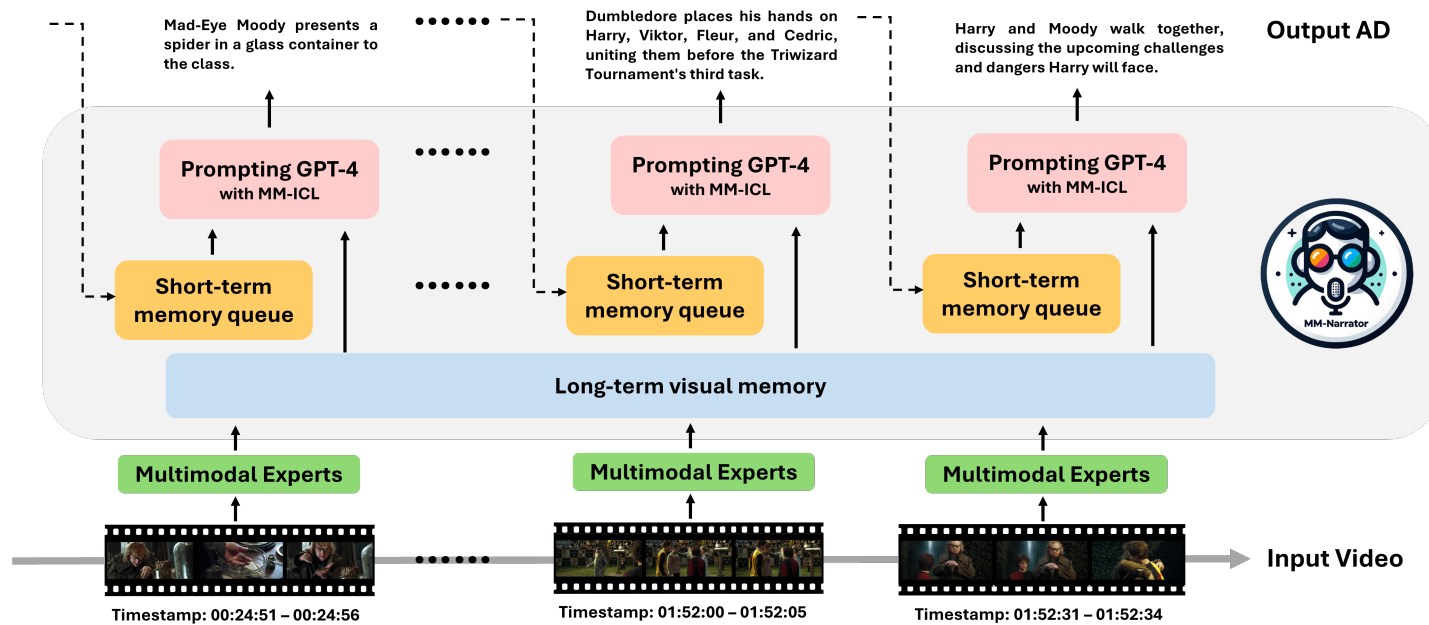 Mad-Eye Moody presents a
spider in a glass container to
the class.
Dumbledore places his hands on
Harry, Viktor, Fleur, and Cedric,
uniting them before the Triwizard
Tournament's third task.
Harry and Moody walk together,
discussing the upcoming challenges
and dangers Harry will face.
Output AD
Prompting GPT-4
with MM-ICL
Prompting GPT-4
with MM-ICL
Prompting GPT-4
with MM-ICL
Short-term
memory queue
Short-term
memory queue
Short-term
memory queue
MM-Narrator
Long-term visual memory
Multimodal Experts
Multimodal Experts
Multimodal Experts
Input Video
Timestamp: 00:24:51 – 00:24:56
Timestamp: 01:52:00 – 01:52:05
Timestamp: 01:52:31 – 01:52:34